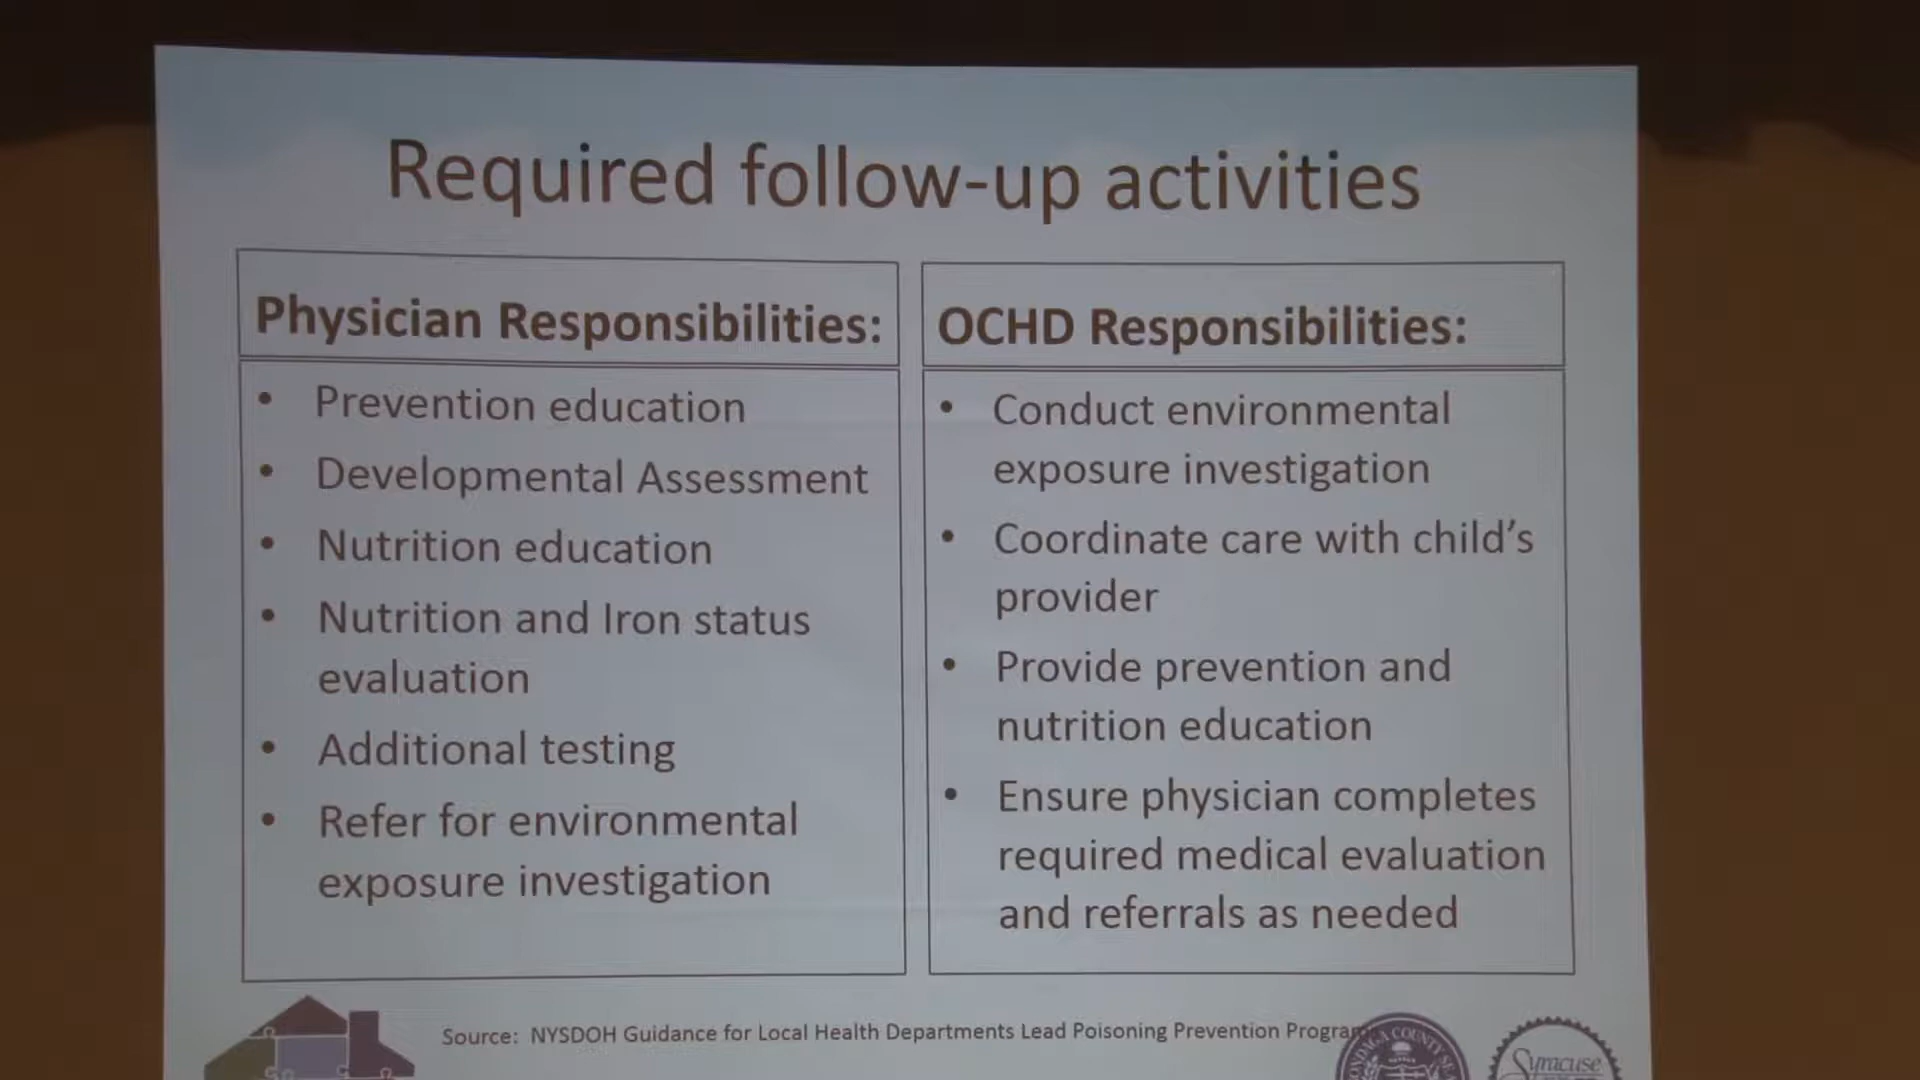 Required follow-up activities
Physician Responsibilities:
• Prevention education
• Developmental Assessment
• Nutrition education
• Nutrition and Iron status
evaluation
• Additional testing
• Refer for environmental
exposure investigation
OCHD Responsibilities:
• Conduct environmental
exposure investigation
• Coordinate care with child’s
provider
• Provide prevention and
nutrition education
• Ensure physician completes
required medical evaluation
and referrals as needed
Source: NYSDOH Guidance for Local Health Departments Lead Poisoning Prevention
COUNTY
Syracuse